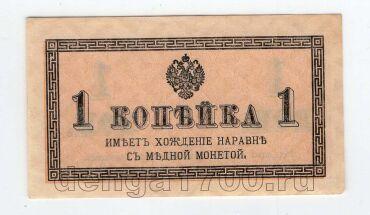 1 КОПѢЙКА 1
ИМѢЕТЪ ХОЖДЕНІЕ НАРАВНѢ
СЪ МѢДНОЙ МОНЕТОЙ.
denga1700.ru